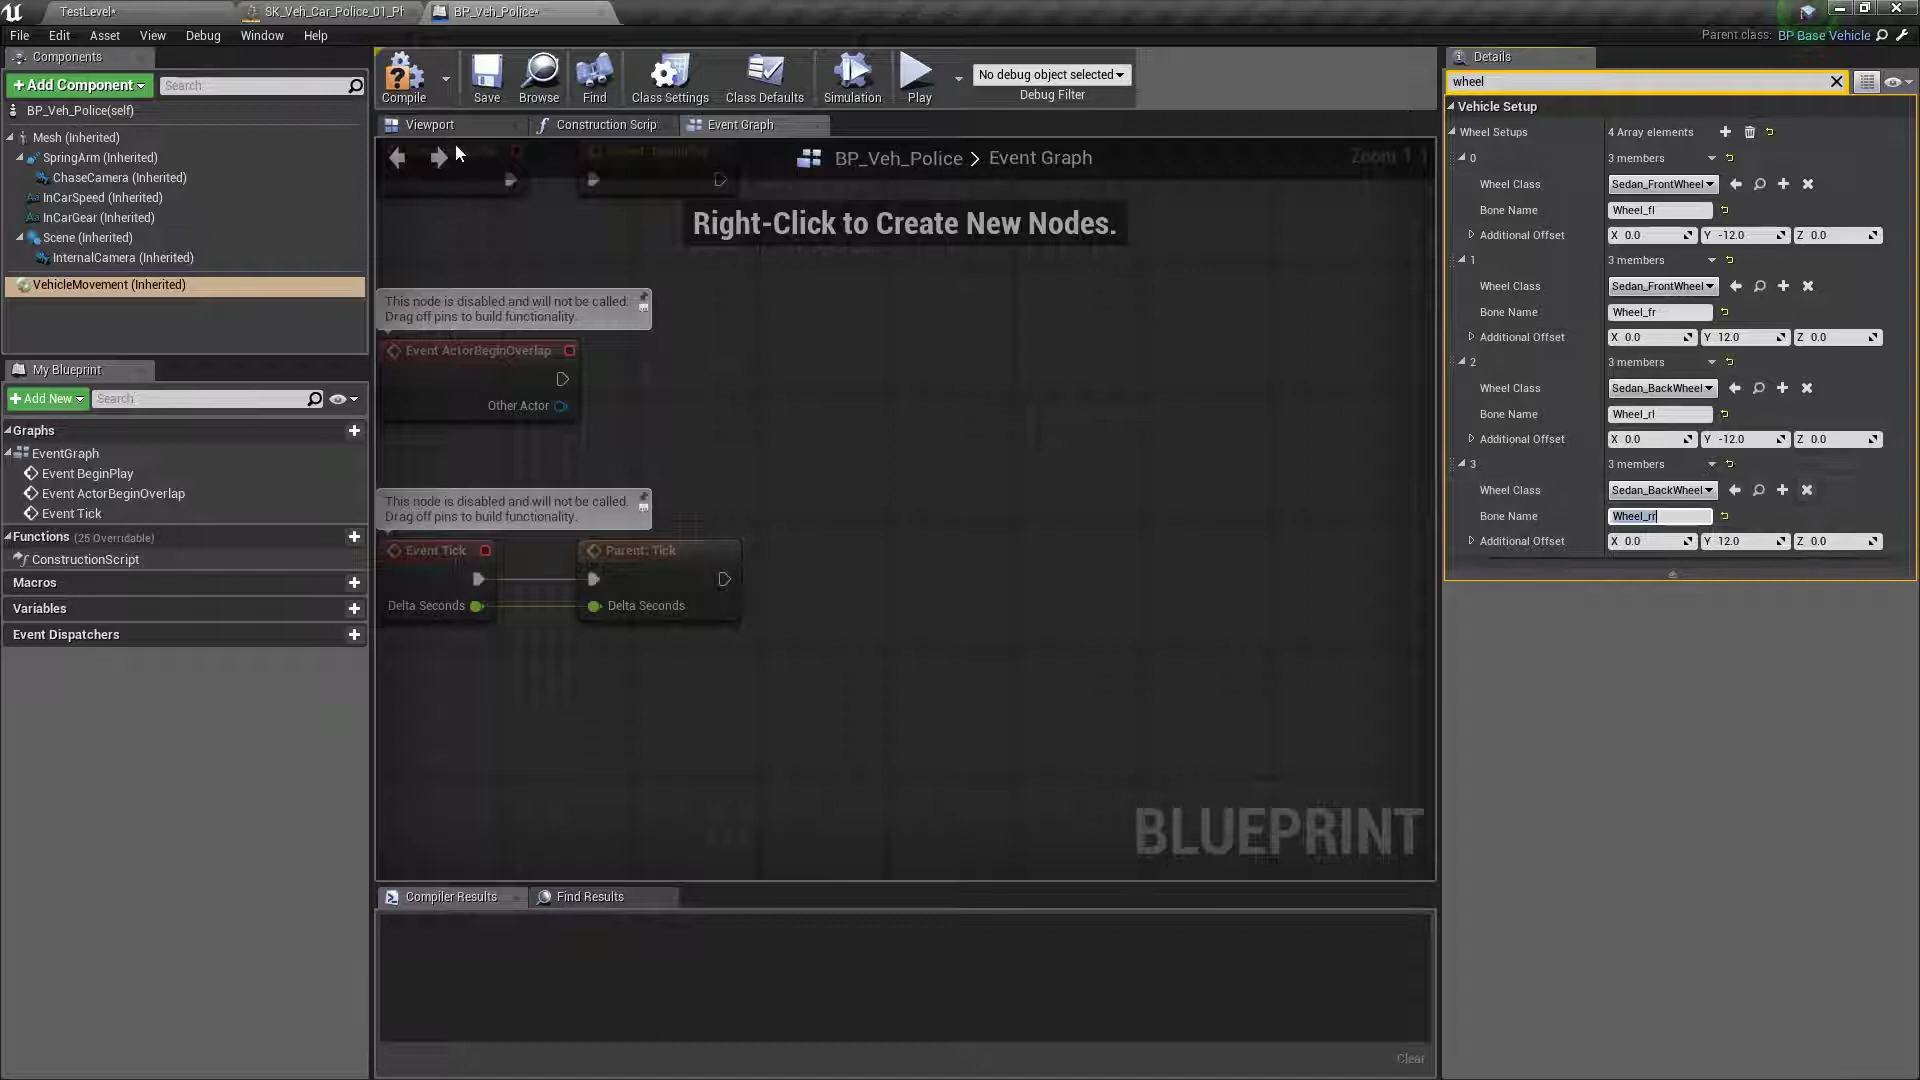 TestLevel*
SK_Veh_Car_Police_01_Ph
BP_Veh_Police*
File Edit Asset View Debug Window Help
Parent class: BP Base Vehicle
Components
+Add Component
Search
BP_Veh_Police(self)
Mesh (Inherited)
SpringArm (Inherited)
ChaseCamera (Inherited)
InCarSpeed (Inherited)
InCarGear (Inherited)
Scene (Inherited)
InternalCamera (Inherited)
VehicleMovement (Inherited)
My Blueprint
+Add New
Search
Graphs
EventGraph
Event BeginPlay
Event ActorBeginOverlap
Event Tick
Functions (25 Overridable)
ConstructionScript
Macros
Variables
Event Dispatchers
Compile Save Browse Find Class Settings Class Defaults Simulation Play
No debug object selected
Debug Filter
Viewport
Construction Scrip
Event Graph
BP_Veh_Police > Event Graph
Right-Click to Create New Nodes.
This node is disabled and will not be called.
Drag off pins to build functionality.
Event ActorBeginOverlap
Other Actor
This node is disabled and will not be called.
Drag off pins to build functionality.
Event Tick
Delta Seconds
Parent: Tick
Delta Seconds
BLUEPRINT
Compiler Results
Find Results
Clear
Details
wheel
Vehicle Setup
Wheel Setups 4 Array elements
0 3 members
Wheel Class Sedan_FrontWheel
Bone Name Wheel_fl
Additional Offset X 0.0 Y -12.0 Z 0.0
1 3 members
Wheel Class Sedan_FrontWheel
Bone Name Wheel_fr
Additional Offset X 0.0 Y 12.0 Z 0.0
2 3 members
Wheel Class Sedan_BackWheel
Bone Name Wheel_rl
Additional Offset X 0.0 Y -12.0 Z 0.0
3 3 members
Wheel Class Sedan_BackWheel
Bone Name Wheel_rr
Additional Offset X 0.0 Y 12.0 Z 0.0